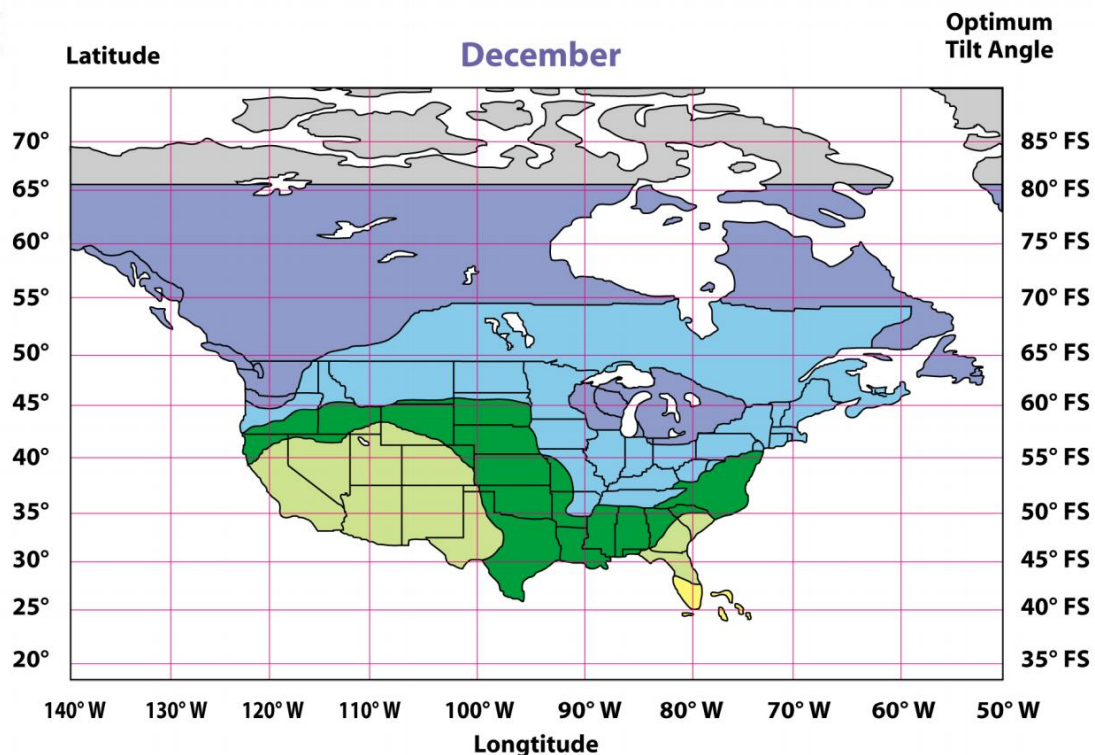 Optimum
Latitude December Tilt Angle
70° 85° FS
65° 80° FS
60° 75° FS
55° 70° FS
50° 65° FS
45° 60° FS
40° 55° FS
35° 50° FS
30° 45° FS
25° 40° FS
20° 35° FS
140° W 130° W 120° W 110° W 100° W 90° W 80° W 70° W 60° W 50° W
Longtitude